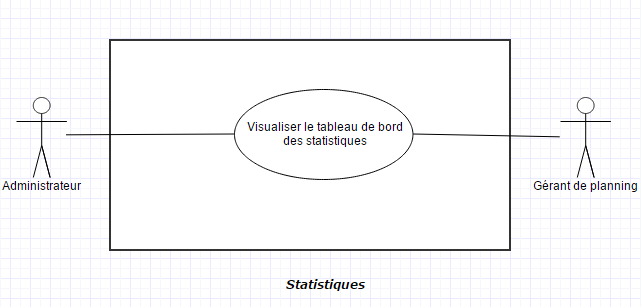 Visualiser le tableau de bord
des statistiques
Administrateur
Gérant de planning
Statistiques